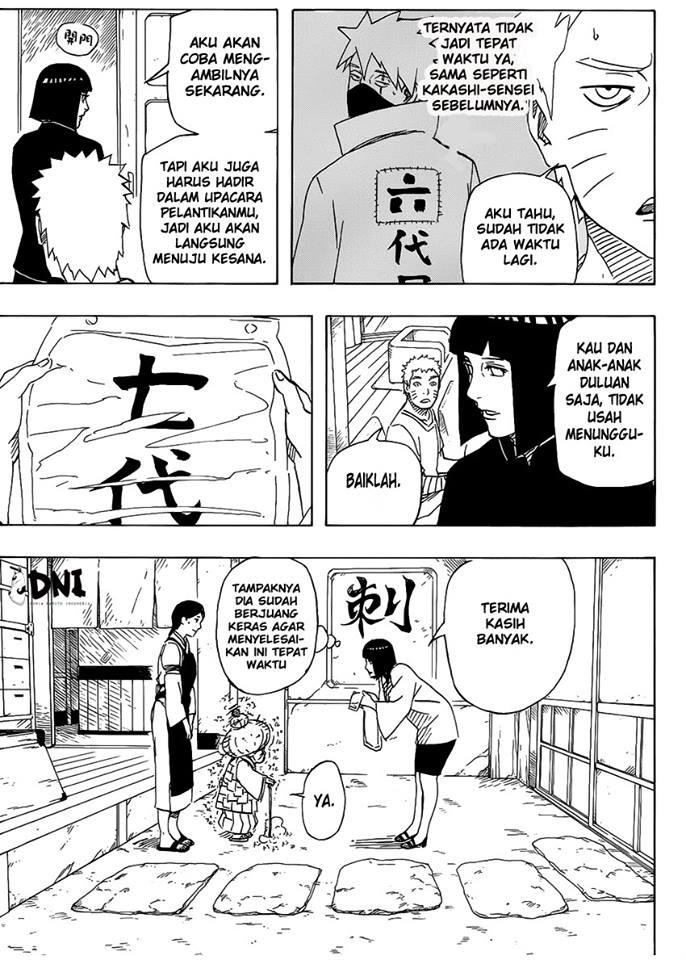 TERNYATA TIDAK
JADI TEPAT
WAKTU YA,
SAMA SEPERTI
KAKASHI-SENSEI
SEBELUMNYA.
六
代
AKU TAHU,
SUDAH TIDAK
ADA WAKTU
LAGI.
AKU AKAN
COBA MENG-
AMBILNYA
SEKARANG.
開門
TAPI AKU JUGA
HARUS HADIR
DALAM UPACARA
PELANTIKANMU,
JADI AKU AKAN
LANGSUNG
MENUJU KESANA.
KAU DAN
ANAK-ANAK
DULUAN
SAJA, TIDAK
USAH
MENUNGGU-
KU.
BAIKLAH.
七
代
TERIMA
KASIH
BANYAK.
刺
TAMPAKNYA
DIA SUDAH
BERJUANG
KERAS AGAR
MENYELESAI-
KAN INI TEPAT
WAKTU
YA.
DNI